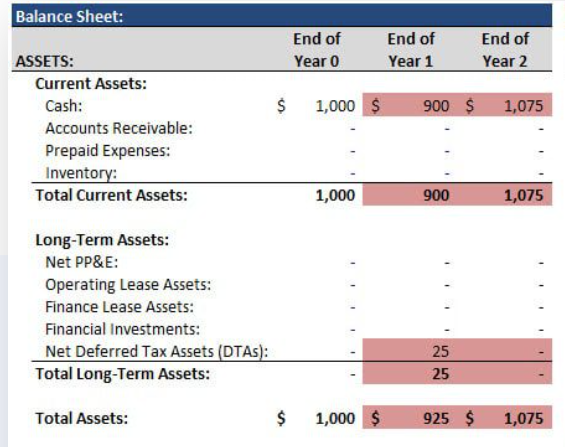 Balance Sheet:
End of End of End of
ASSETS: Year 0 Year 1 Year 2
Current Assets:
Cash: $ 1,000 $ 900 $ 1,075
Accounts Receivable: - - -
Prepaid Expenses: - - -
Inventory: - - -
Total Current Assets: 1,000 900 1,075
Long-Term Assets:
Net PP&E: - - -
Operating Lease Assets: - - -
Finance Lease Assets: - - -
Financial Investments: - - -
Net Deferred Tax Assets (DTAs): - 25 -
Total Long-Term Assets: - 25 -
Total Assets: $ 1,000 $ 925 $ 1,075